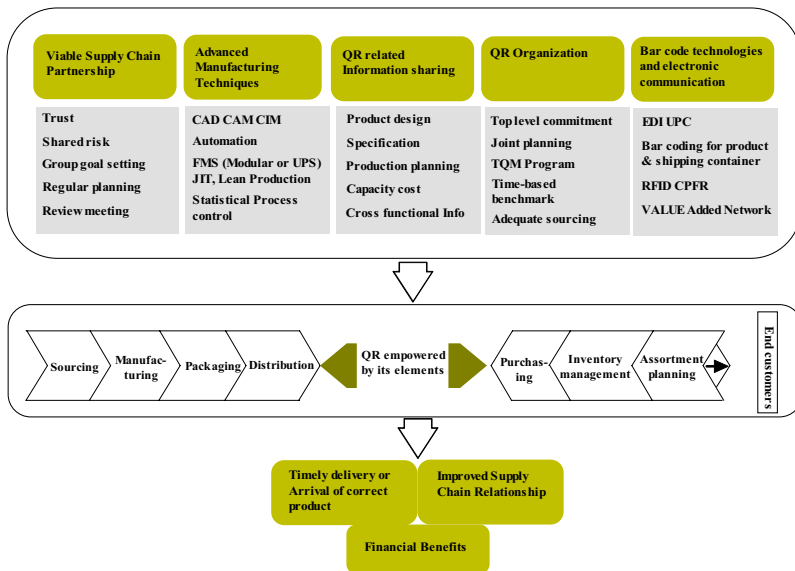 Viable Supply Chain
Partnership
Advanced
Manufacturing
Techniques
QR related
Information sharing
QR Organization
Bar code technologies
and electronic
communication
Trust
Shared risk
Group goal setting
Regular planning
Review meeting
CAD CAM CIM
Automation
FMS (Modular or UPS)
JIT, Lean Production
Statistical Process
control
Product design
Specification
Production planning
Capacity cost
Cross functional Info
Top level commitment
Joint planning
TQM Program
Time-based
benchmark
Adequate sourcing
EDI UPC
Bar coding for product
& shipping container
RFID CPFR
VALUE Added Network
Sourcing
Manufac-
turing
Packaging
Distribution
QR empowered
by its elements
Purchas-
ing
Inventory
management
Assortment
planning
End customers
Timely delivery or
Arrival of correct
product
Improved Supply
Chain Relationship
Financial Benefits